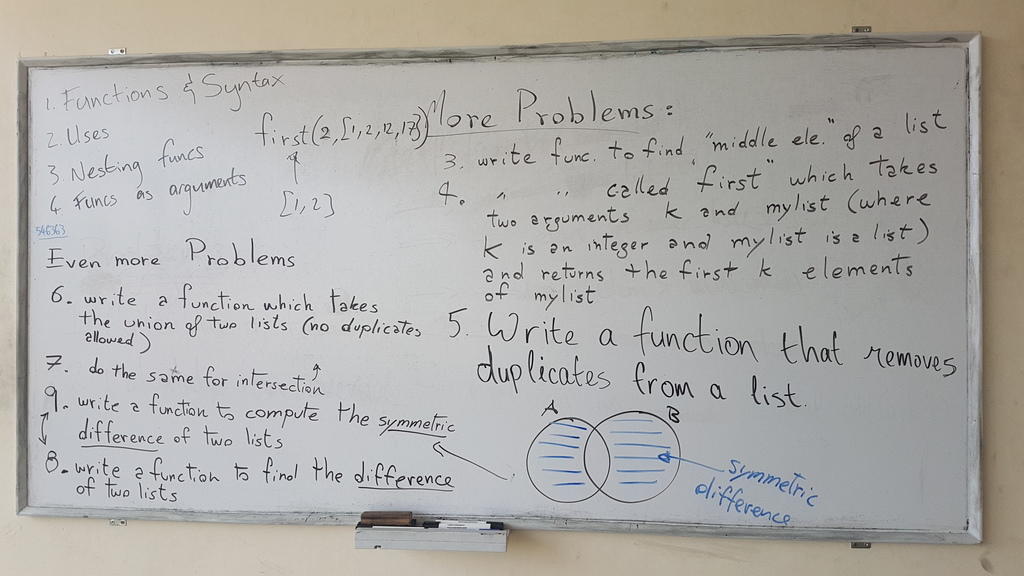 1. Functions & Syntax
2. Uses
3. Nesting funcs
4. Funcs as arguments
546363
first(2,[1,2,12,17])
[1,2]
More Problems:
3. write func. to find "middle ele." of a list
4. " " called "first" which takes
two arguments k and mylist (where
k is an integer and mylist is a list)
and returns the first k elements
of mylist
5. Write a function that removes
duplicates from a list.
Even more Problems
6. write a function which takes
the union of two lists (no duplicates
allowed)
7. do the same for intersection
9. write a function to compute the symmetric
difference of two lists
8. write a function to find the difference
of two lists
A
B
symmetric
difference